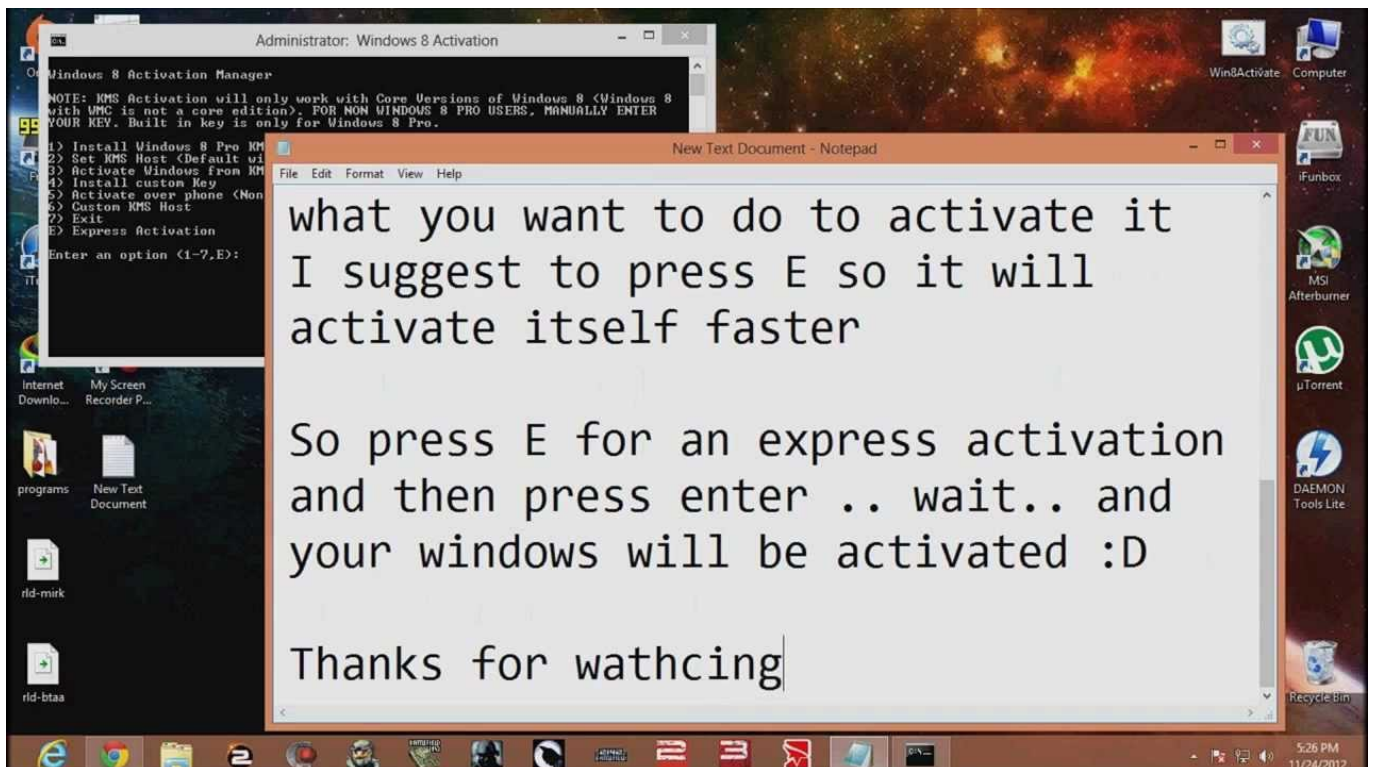 Administrator: Windows 8 Activation
Windows 8 Activation Manager
NOTE: KMS Activation will only work with Core Versions of Windows 8 <Windows 8
with WMC is not a core edition>. FOR NON WINDOWS 8 PRO USERS, MANUALLY ENTER
YOUR KEY. Built in key is only for Windows 8 Pro.
1) Install Windows 8 Pro KM
2) Set KMS Host <Default wi
3) Activate Windows from KM
4) Install custom Key
5) Activate over phone <Non
6) Custom KMS Host
7) Exit
E) Express Activation
Enter an option <1-7,E>:
New Text Document - Notepad
File Edit Format View Help
what you want to do to activate it
I suggest to press E so it will
activate itself faster
So press E for an express activation
and then press enter .. wait.. and
your windows will be activated :D
Thanks for wathcing
Win8Activate
Computer
FUN
iFunbox
MSI
Afterburner
µTorrent
DAEMON
Tools Lite
Recycle Bin
Internet
Downlo...
My Screen
Recorder P...
programs
New Text
Document
rld-mirk
rld-btaa
5:26 PM
11/24/2012